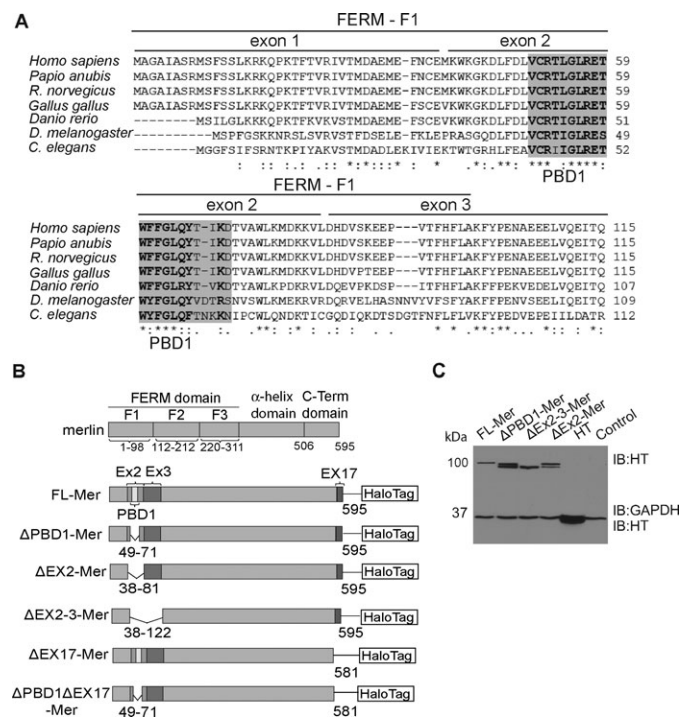 A
FERM - F1
exon 1 exon 2
Homo sapiens MAGAIASRMSFSSLKRKQPKTFTVRIVTMDAEME-FNCEMKWKGKDLFDLVCRTLGLRET 59
Papio anubis MAGAIASRMSFSSLKRKQPKTFTVRIVTMDAEME-FNCEMKWKGKDLFDLVCRTLGLRET 59
R. norvegicus MAGAIASRMSFSSLKRKQPKTFTVRIVTMDAEME-FNCEMKWKGKDLFDLVCRTLGLRET 59
Gallus gallus MAGAIASRMSFSSLKRKQPKTFTVRIVTMDAEME-FNCEMKWKGKDLFDLVCRTLGLRET 59
Danio rerio --------MSILGLKKKQPKTFTVKVVTMDAEME-FSCEVKWKGKDLFDLVCRTIGLRET 51
D. melanogaster ----------MSPFGSKKNRSLSVRVSTFDSELE-FKLEPRASGQDLFDLVCRTIGLRES 49
C. elegans --------MGGFSIFRSNTKPIYAKVSTMDAELEKIVIEKTWTGRHLFEAVCRIIGLRET 52
PBD1
FERM - F1
exon 2 exon 3
Homo sapiens WFFGLQYT-IKDTVAWLKMDKKVLDHDVSKEEP---VTFHFLAKFYPENAEEELVQEITQ 115
Papio anubis WFFGLQYT-IKDTVAWLKMDKKVLDHDVSKEEP---VTFHFLAKFYPENAEEELVQEITQ 115
R. norvegicus WFFGLQYT-IKDTVAWLKMDKKVLDHDVSKEEP---VTFHFLAKFYPENAEEELVQEITQ 115
Gallus gallus WFFGLQYT-IKDTVAWLKMDKKVLDHDVPTEEP---VTFHFLAKFYPENAEEELVQEITQ 115
Danio rerio WFFGLRYT-VKDTYAWLKPDKRVLDQEVPKDSP---ITFHFLAKFFPEKVEEELVQEITQ 107
D. melanogaster WYFGLQYVDTRSNVSWLKMEKRVRDQRVELHASNNVYVFSFYAKFFPENVSEELIQEITQ 109
C. elegans WYFGLQFTNKKNIPCWLQNDKTICGQDIQKDTSDGTFNFLFLVKFYPEDVEPEIILDATR 112
PBD1
B
FERM domain α-helix domain C-Term domain
F1 F2 F3
merlin
1-98 112-212 220-311 506 595
Ex2 Ex3 EX17
FL-Mer HaloTag
PBD1 595
ΔPBD1-Mer HaloTag
49-71 595
ΔEX2-Mer HaloTag
38-81 595
ΔEX2-3-Mer HaloTag
38-122 595
ΔEX17-Mer HaloTag
581
ΔPBD1ΔEX17
-Mer HaloTag
49-71 581
C
FL-Mer ΔPBD1-Mer ΔEx2-3-Mer ΔEx2-Mer HT Control
kDa
100 IB:HT
37 IB:GAPDH
IB:HT